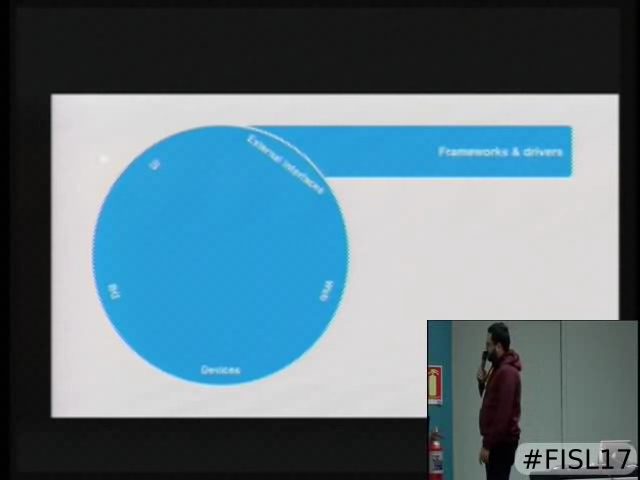 External interfaces
Frameworks & drivers
UI
DB
Web
Devices
#FISL17